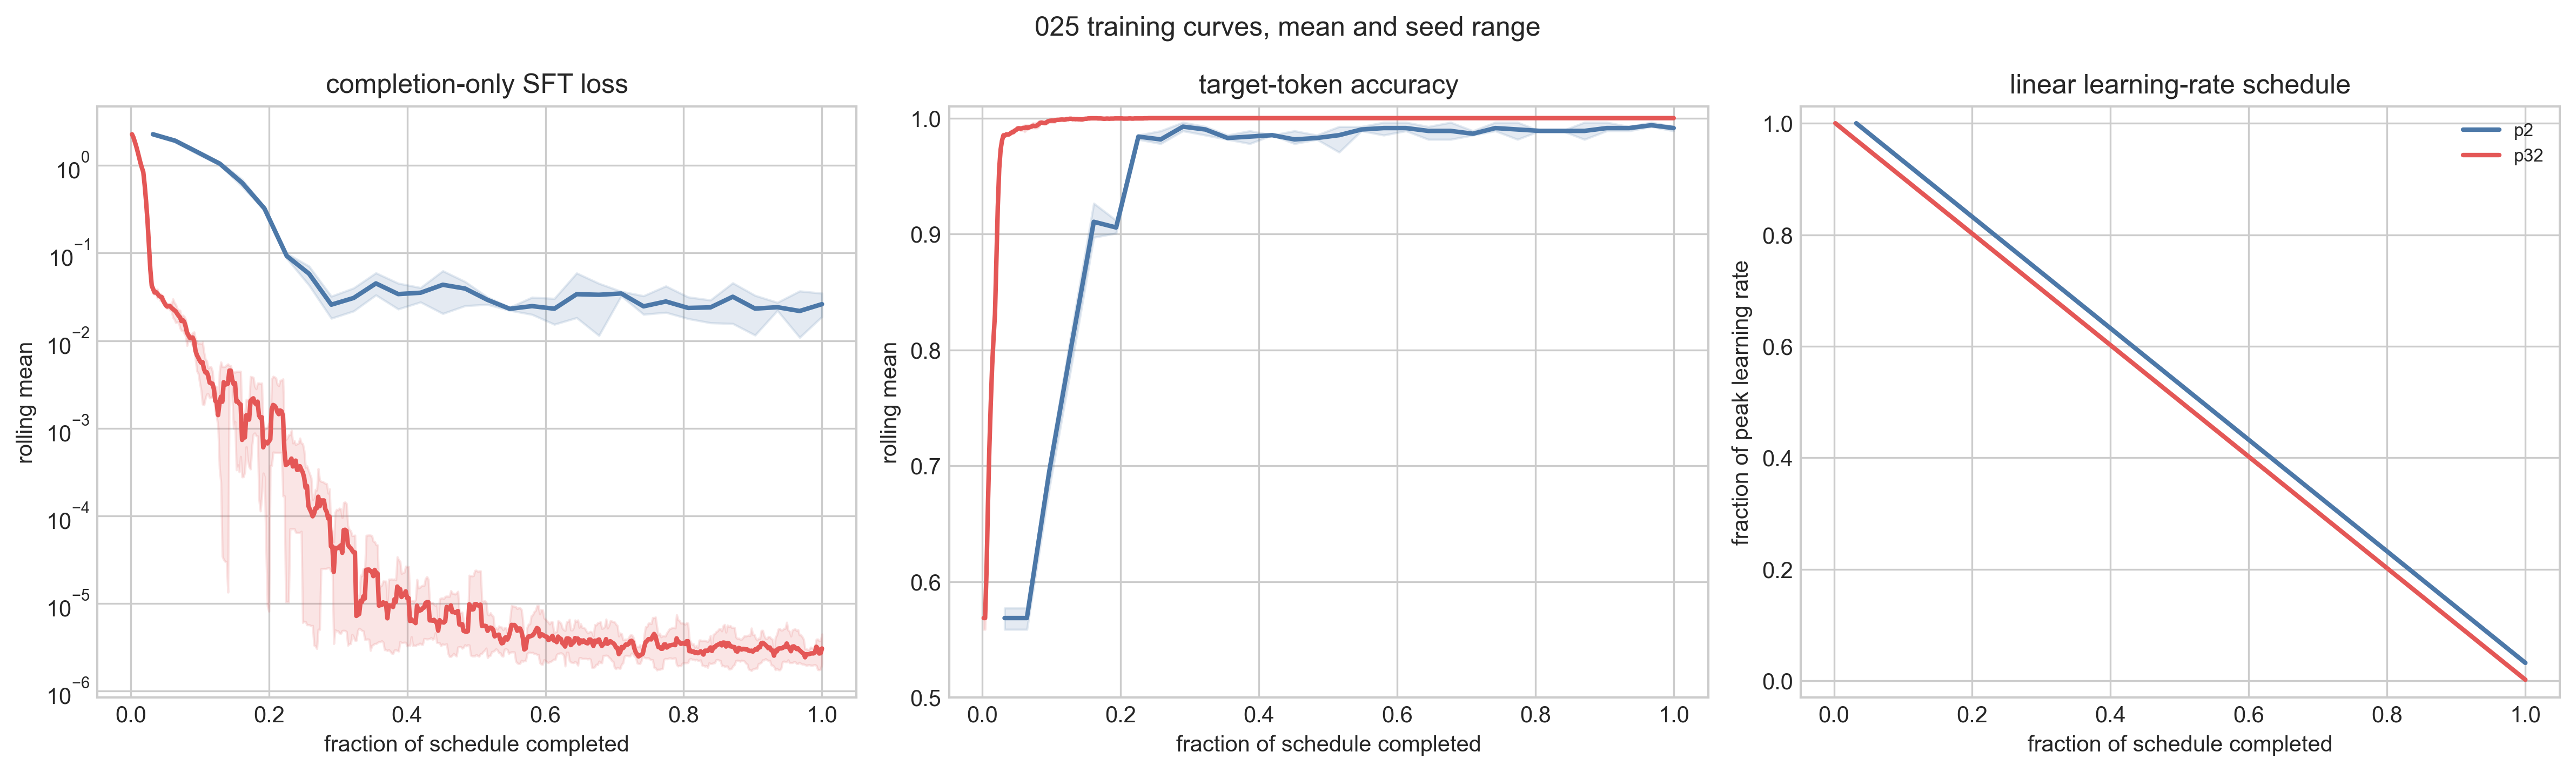 025 training curves, mean and seed range
completion-only SFT loss
rolling mean
10^0
10^−1
10^−2
10^−3
10^−4
10^−5
10^−6
0.0 0.2 0.4 0.6 0.8 1.0
fraction of schedule completed
target-token accuracy
rolling mean
1.0
0.9
0.8
0.7
0.6
0.5
0.0 0.2 0.4 0.6 0.8 1.0
fraction of schedule completed
linear learning-rate schedule
fraction of peak learning rate
1.0
0.8
0.6
0.4
0.2
0.0
p2
p32
0.0 0.2 0.4 0.6 0.8 1.0
fraction of schedule completed